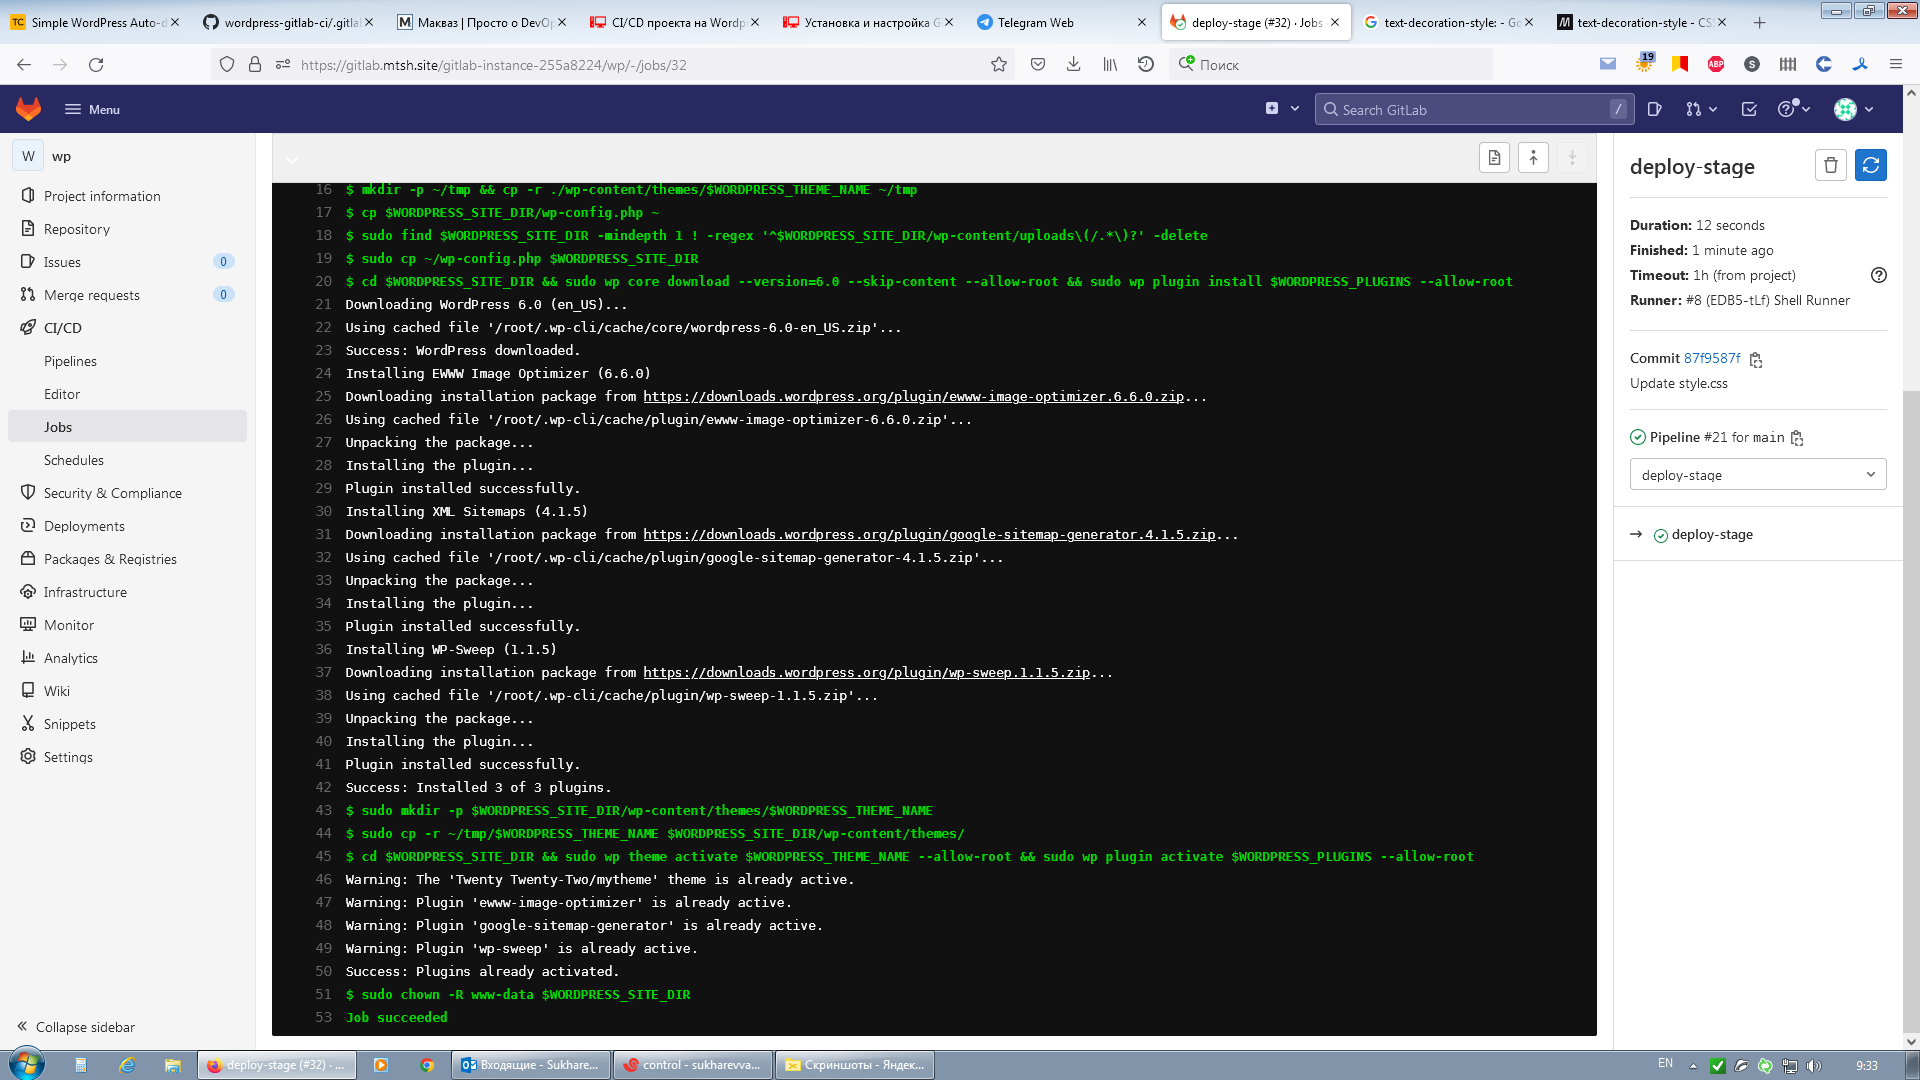 Simple WordPress Auto-d
wordpress-gitlab-ci/.gitlal
Макваз | Просто о DevOp
CI/CD проекта на Wordp
Установка и настройка G
Telegram Web
deploy-stage (#32) · Jobs
text-decoration-style: - Go
text-decoration-style - CSS
https://gitlab.mtsh.site/gitlab-instance-255a8224/wp/-/jobs/32
Поиск
19
ABP
S
Menu
Search GitLab
/
W wp
Project information
Repository
Issues 0
Merge requests 0
CI/CD
Pipelines
Editor
Jobs
Schedules
Security & Compliance
Deployments
Packages & Registries
Infrastructure
Monitor
Analytics
Wiki
Snippets
Settings
Collapse sidebar
16 $ mkdir -p ~/tmp && cp -r ./wp-content/themes/$WORDPRESS_THEME_NAME ~/tmp
17 $ cp $WORDPRESS_SITE_DIR/wp-config.php ~
18 $ sudo find $WORDPRESS_SITE_DIR -mindepth 1 ! -regex '^$WORDPRESS_SITE_DIR/wp-content/uploads\(/.*\)?' -delete
19 $ sudo cp ~/wp-config.php $WORDPRESS_SITE_DIR
20 $ cd $WORDPRESS_SITE_DIR && sudo wp core download --version=6.0 --skip-content --allow-root && sudo wp plugin install $WORDPRESS_PLUGINS --allow-root
21 Downloading WordPress 6.0 (en_US)...
22 Using cached file '/root/.wp-cli/cache/core/wordpress-6.0-en_US.zip'...
23 Success: WordPress downloaded.
24 Installing EWWW Image Optimizer (6.6.0)
25 Downloading installation package from https://downloads.wordpress.org/plugin/ewww-image-optimizer.6.6.0.zip...
26 Using cached file '/root/.wp-cli/cache/plugin/ewww-image-optimizer-6.6.0.zip'...
27 Unpacking the package...
28 Installing the plugin...
29 Plugin installed successfully.
30 Installing XML Sitemaps (4.1.5)
31 Downloading installation package from https://downloads.wordpress.org/plugin/google-sitemap-generator.4.1.5.zip...
32 Using cached file '/root/.wp-cli/cache/plugin/google-sitemap-generator-4.1.5.zip'...
33 Unpacking the package...
34 Installing the plugin...
35 Plugin installed successfully.
36 Installing WP-Sweep (1.1.5)
37 Downloading installation package from https://downloads.wordpress.org/plugin/wp-sweep.1.1.5.zip...
38 Using cached file '/root/.wp-cli/cache/plugin/wp-sweep-1.1.5.zip'...
39 Unpacking the package...
40 Installing the plugin...
41 Plugin installed successfully.
42 Success: Installed 3 of 3 plugins.
43 $ sudo mkdir -p $WORDPRESS_SITE_DIR/wp-content/themes/$WORDPRESS_THEME_NAME
44 $ sudo cp -r ~/tmp/$WORDPRESS_THEME_NAME $WORDPRESS_SITE_DIR/wp-content/themes/
45 $ cd $WORDPRESS_SITE_DIR && sudo wp theme activate $WORDPRESS_THEME_NAME --allow-root && sudo wp plugin activate $WORDPRESS_PLUGINS --allow-root
46 Warning: The 'Twenty Twenty-Two/mytheme' theme is already active.
47 Warning: Plugin 'ewww-image-optimizer' is already active.
48 Warning: Plugin 'google-sitemap-generator' is already active.
49 Warning: Plugin 'wp-sweep' is already active.
50 Success: Plugins already activated.
51 $ sudo chown -R www-data $WORDPRESS_SITE_DIR
53 Job succeeded
deploy-stage
Duration: 12 seconds
Finished: 1 minute ago
Timeout: 1h (from project)
Runner: #8 (EDB5-tLf) Shell Runner
Commit 87f9587f
Update style.css
Pipeline #21 for main
deploy-stage
→ deploy-stage
deploy-stage (#32) · ...
Входящие - Sukhare...
control - sukharevva...
Скриншоты - Яндек...
EN
9:33